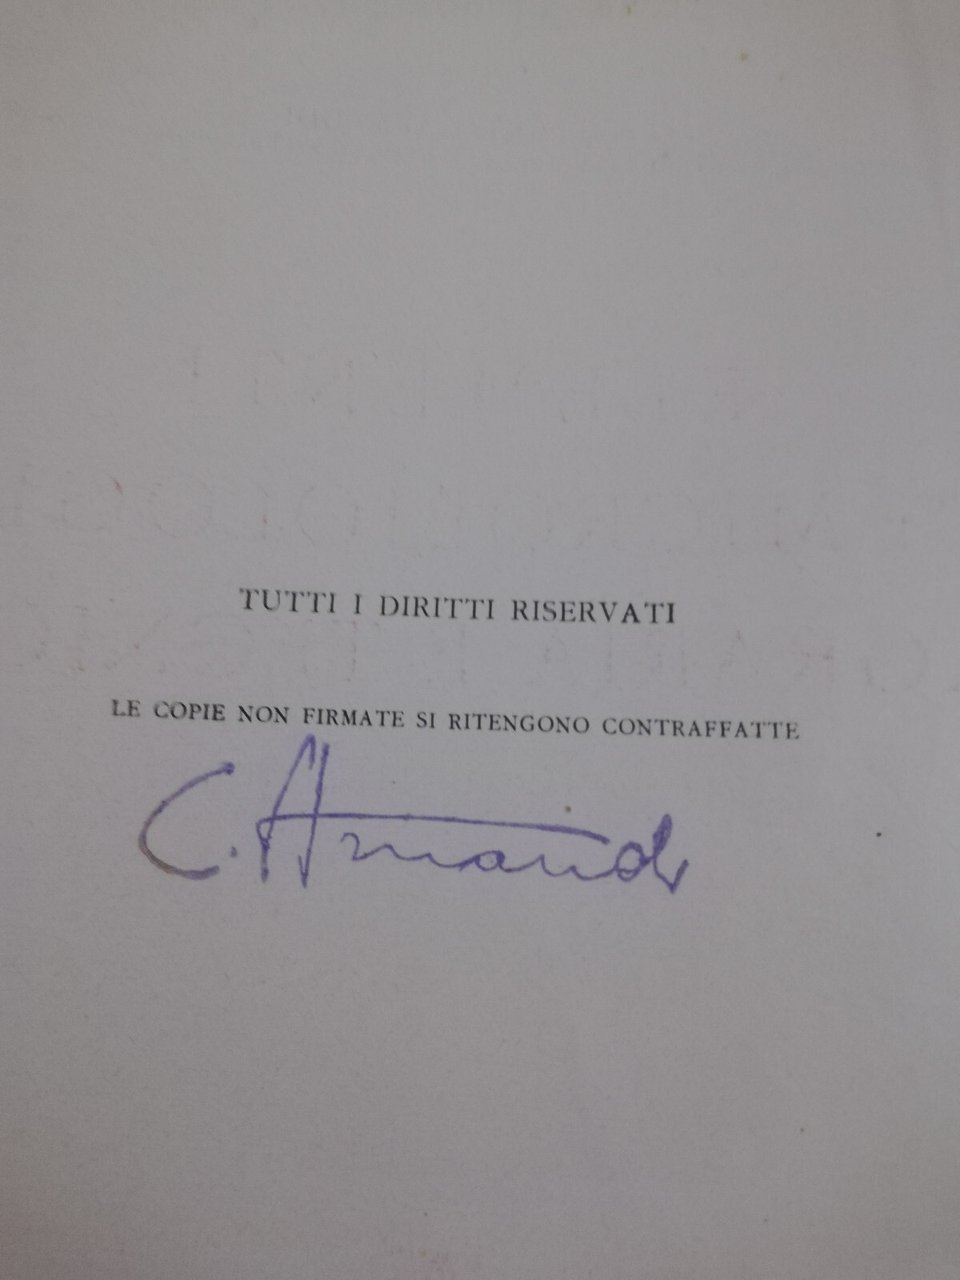 TUTTI I DIRITTI RISERVATI
LE COPIE NON FIRMATE SI RITENGONO CONTRAFFATTE
C.